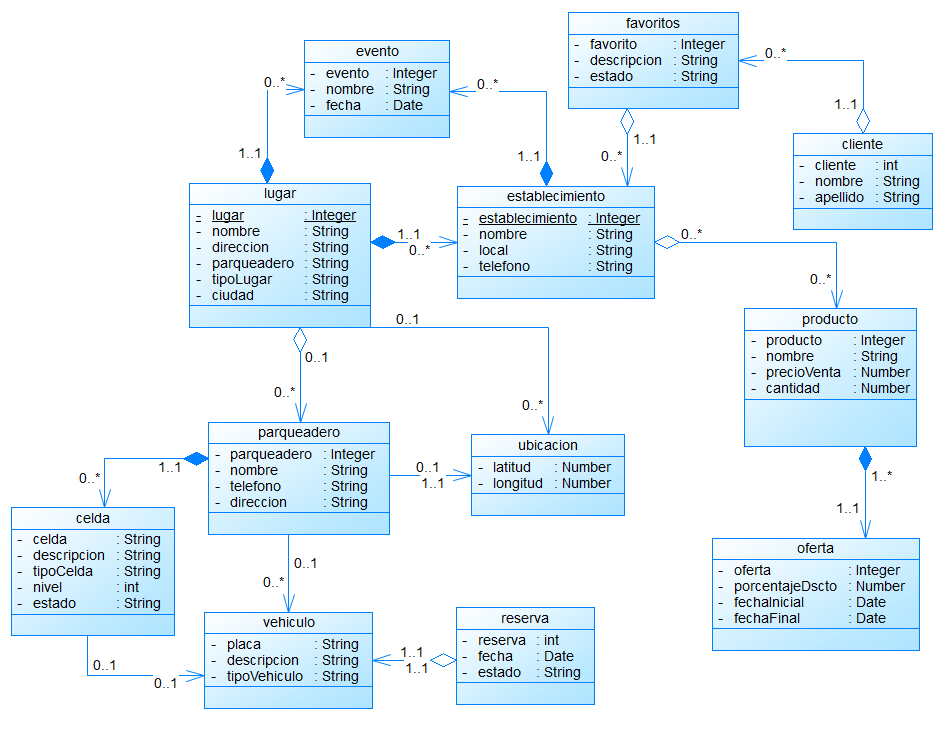 favoritos
- favorito : Integer
- descripcion : String
- estado : String
evento
- evento : Integer
- nombre : String
- fecha : Date
0..*
0..*
0..*
1..1
cliente
- cliente : int
- nombre : String
- apellido : String
1..1
0..*
1..1
1..1
lugar
- lugar : Integer
- nombre : String
- direccion : String
- parqueadero : String
- tipoLugar : String
- ciudad : String
1..1
0..*
establecimiento
- establecimiento : Integer
- nombre : String
- local : String
- telefono : String
0..*
0..*
producto
- producto : Integer
- nombre : String
- precioVenta : Number
- cantidad : Number
0..1
0..1
0..*
0..*
parqueadero
- parqueadero : Integer
- nombre : String
- telefono : String
- direccion : String
ubicacion
- latitud : Number
- longitud : Number
0..1
1..1
1..1
0..*
1..*
1..1
celda
- celda : String
- descripcion : String
- tipoCelda : String
- nivel : int
- estado : String
oferta
- oferta : Integer
- porcentajeDscto : Number
- fechaInicial : Date
- fechaFinal : Date
0..1
0..*
vehiculo
- placa : String
- descripcion : String
- tipoVehiculo : String
reserva
- reserva : int
- fecha : Date
- estado : String
1..1
1..1
0..1
0..1